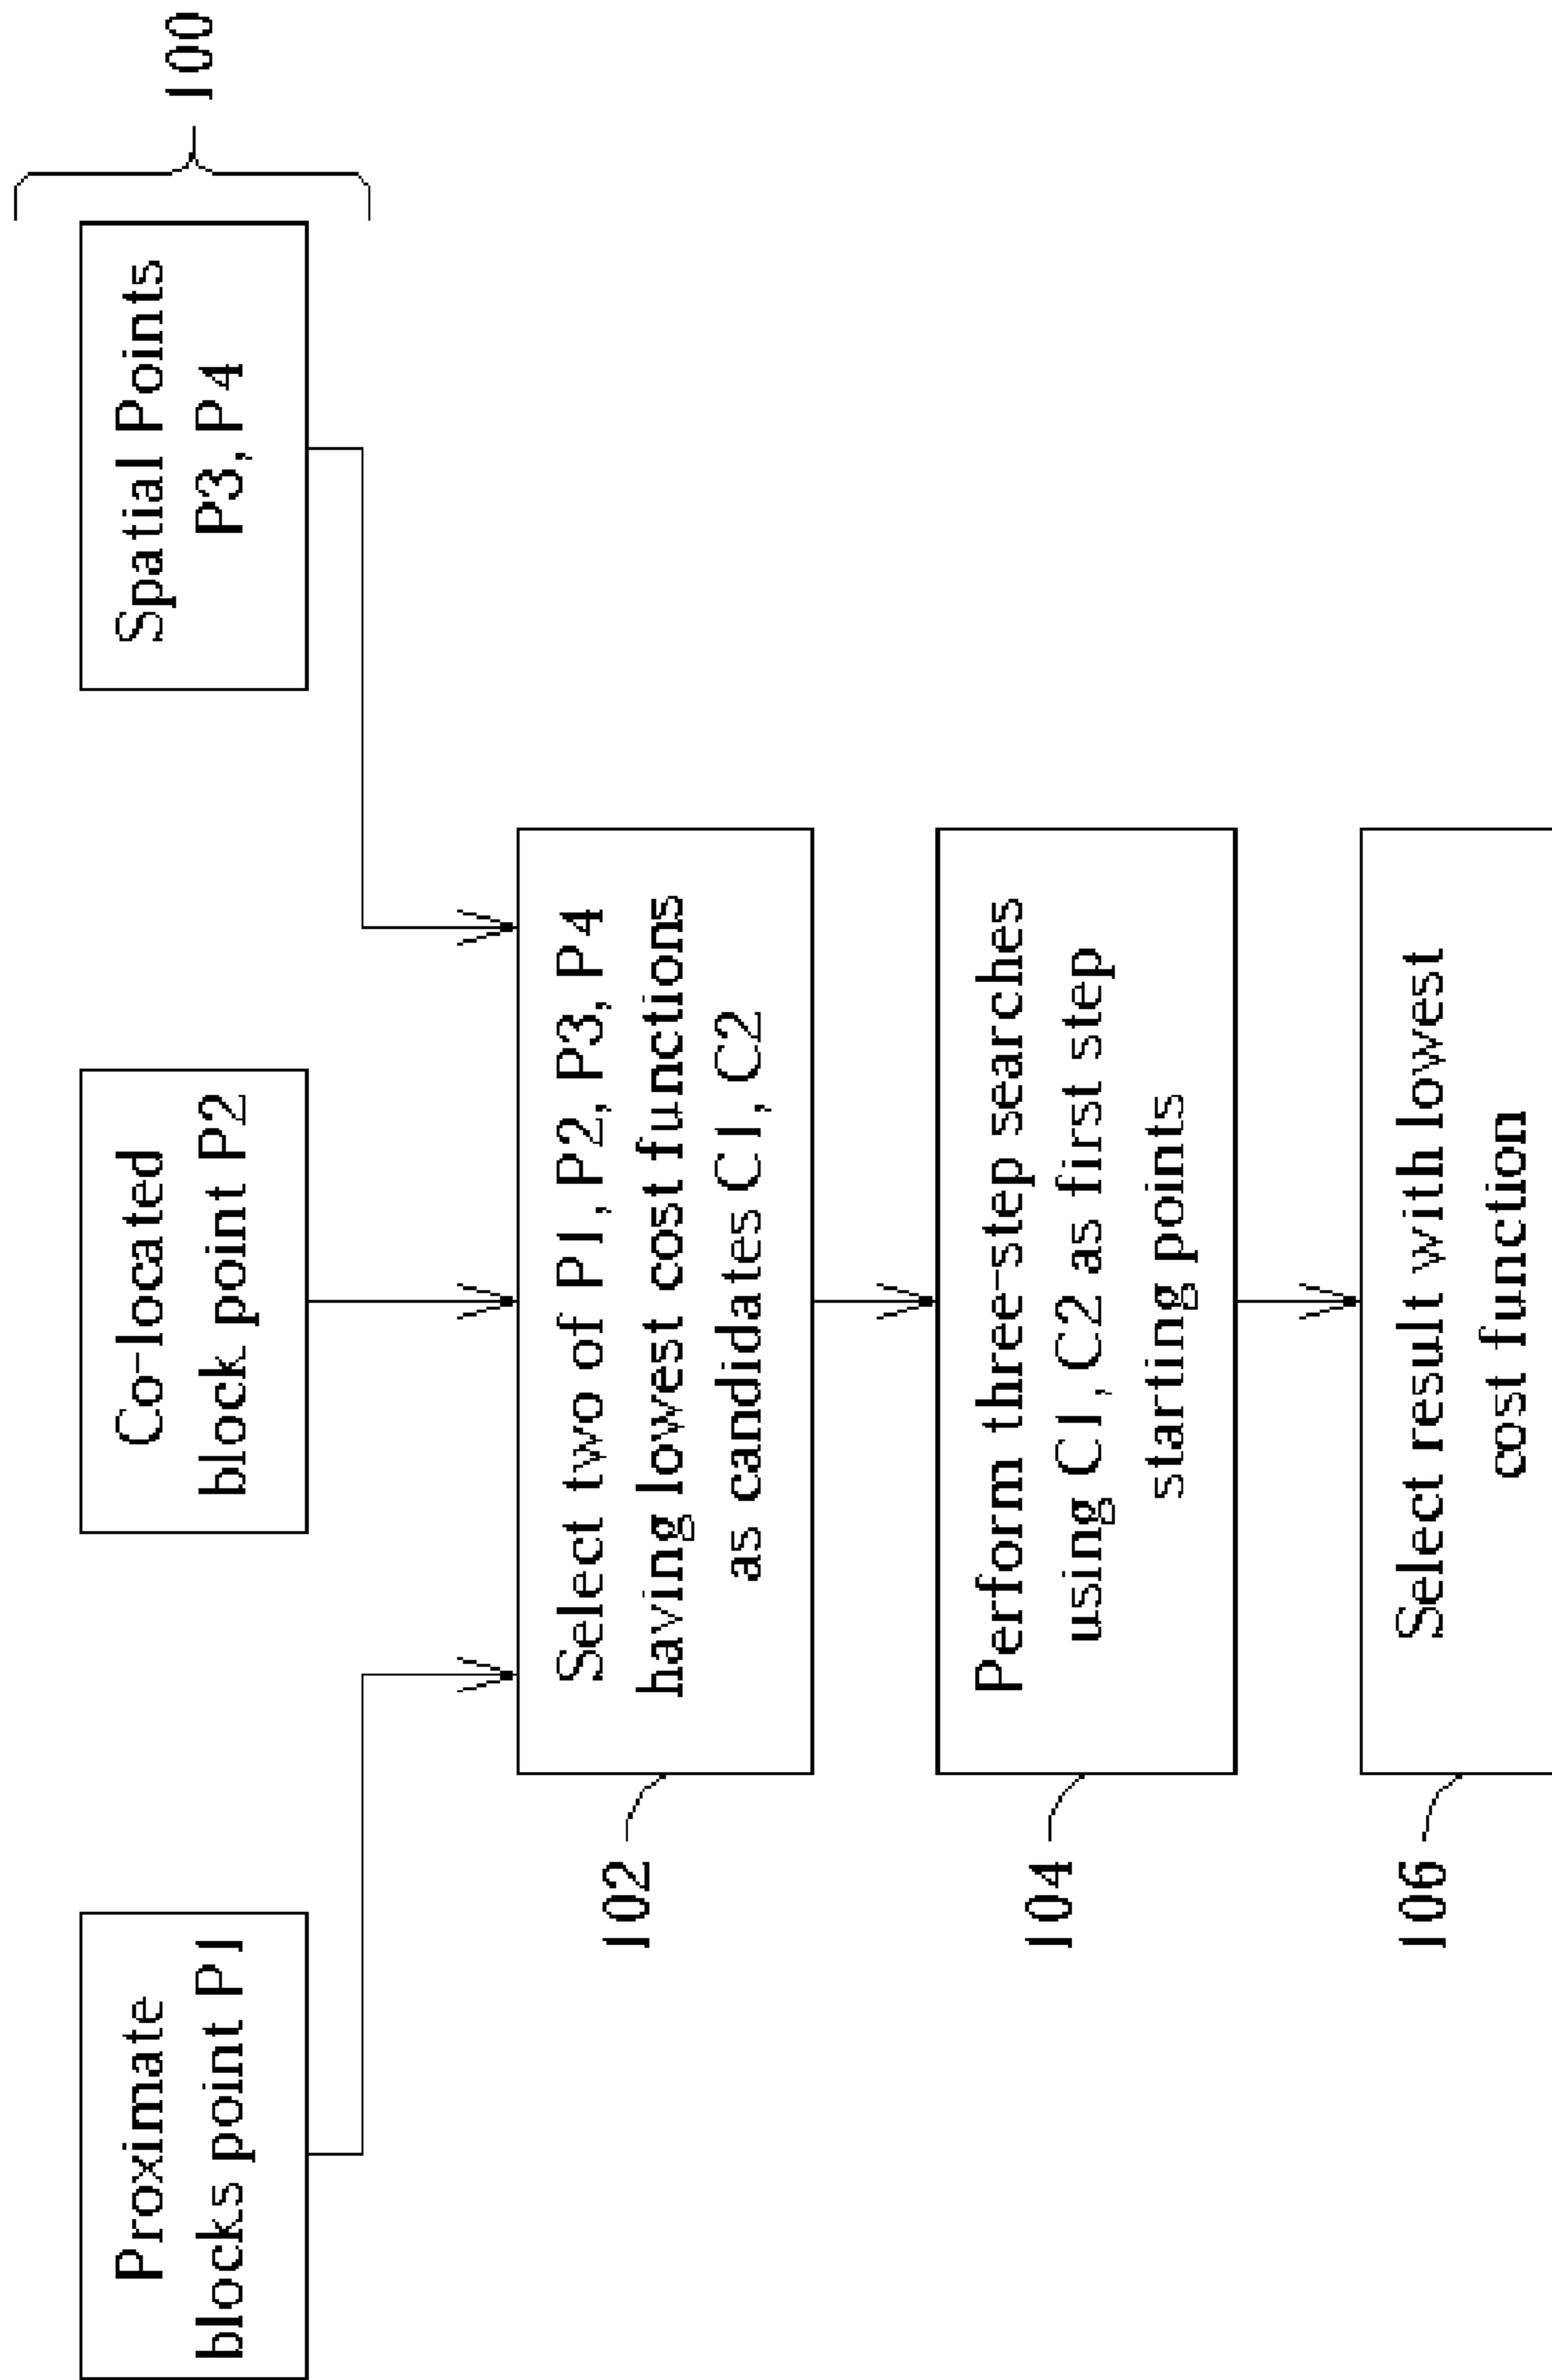 Proximate
blocks point P1
Co-located
block point P2
Spatial Points
P3, P4
100
Select two of P1, P2, P3, P4
having lowest cost functions
as candidates C1, C2
102
Perform three-step searches
using C1, C2 as first step
starting points
104
Select result with lowest
cost function
106